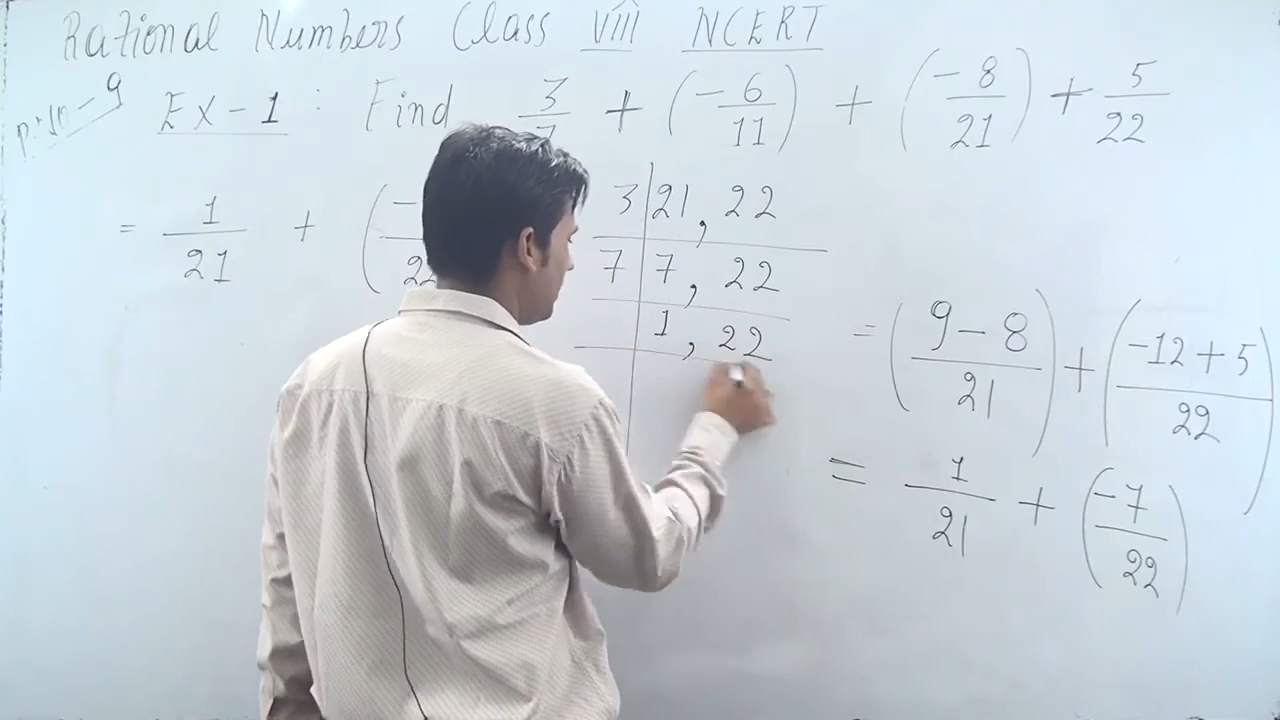 Rational Numbers Class VIII NCERT
P.No-9
Ex-1 : Find 3/7 + (-6/11) + (-8/21) + 5/22
= 1/21 + (-/22
3 | 21, 22
7 | 7, 22
1, 22
= (9-8/21) + (-12+5/22)
= 1/21 + (-7/22)